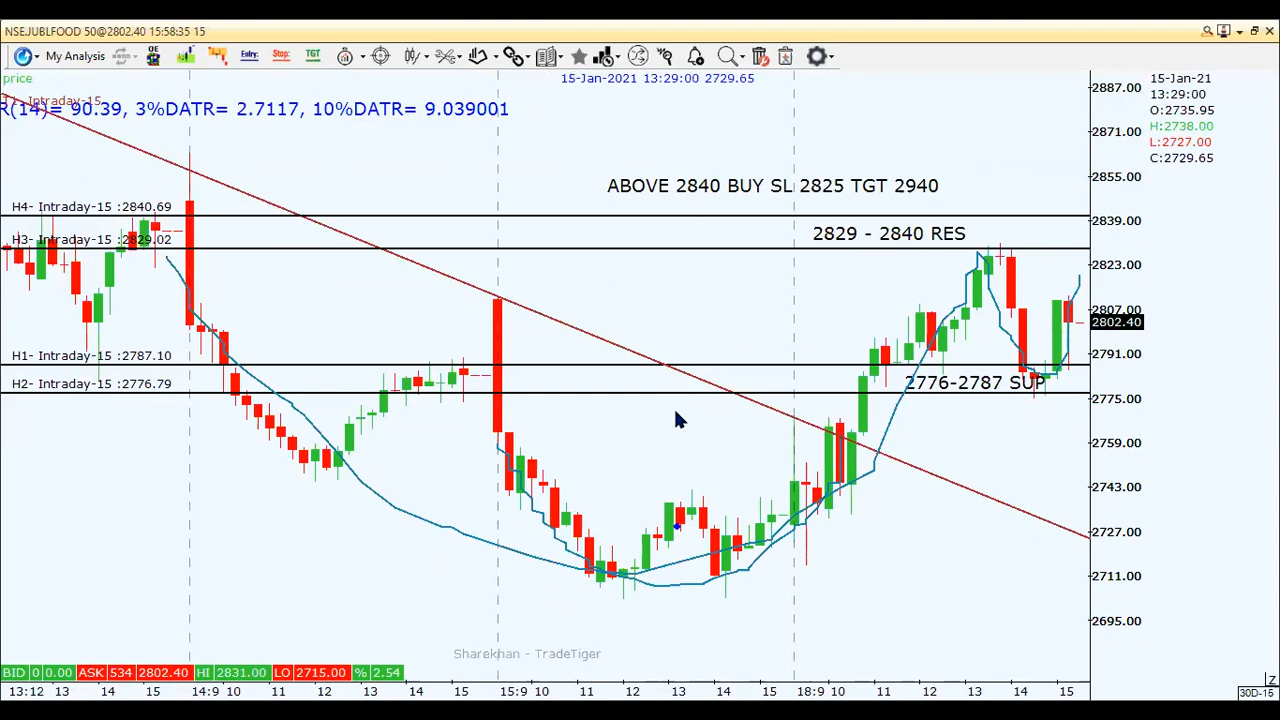 NSEJUBLFOOD 50@2802.40 15:58:35 15
My Analysis
OE
Entry:
Stop:
TGT
price
15-Jan-2021 13:29:00 2729.65
15-Jan-21
13:29:00
O:2735.95
H:2738.00
L:2727.00
C:2729.65
Intraday-15
R(14)= 90.39, 3%DATR= 2.7117, 10%DATR= 9.039001
2887.00
2871.00
2855.00
2839.00
2823.00
2807.00
2802.40
2791.00
2775.00
2759.00
2743.00
2727.00
2711.00
2695.00
ABOVE 2840 BUY SL 2825 TGT 2940
H4- Intraday-15 :2840.69
2829 - 2840 RES
H3- Intraday-15 :2829.02
H1- Intraday-15 :2787.10
H2- Intraday-15 :2776.79
2776-2787 SUP
Sharekhan - TradeTiger
BID 0 0.00 ASK 534 2802.40 HI 2831.00 LO 2715.00 % 2.54
13:12 13 14 15 14:9 10 11 12 13 14 15 15:9 10 11 12 13 14 15 18:9 10 11 12 13 14 15
Z
30D-15